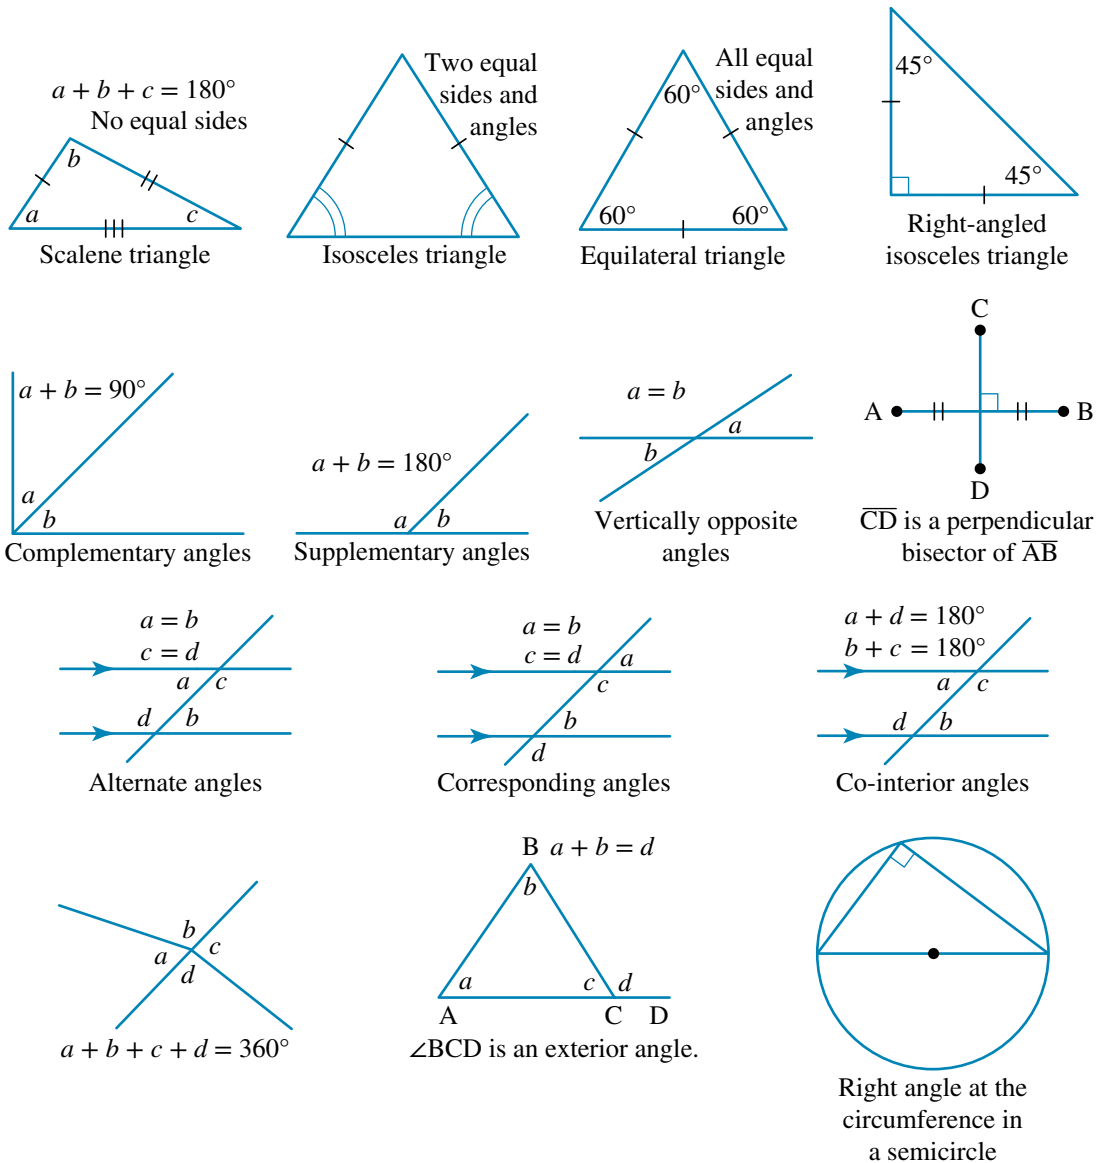 a + b + c = 180°
No equal sides
b
a
c
Scalene triangle
Two equal
sides and
angles
Isosceles triangle
All equal
sides and
angles
60°
60°
60°
Equilateral triangle
45°
45°
Right-angled
isosceles triangle
a + b = 90°
a
b
Complementary angles
a + b = 180°
a
b
Supplementary angles
a = b
a
b
Vertically opposite
angles
C
A
B
D
C̅D̅ is a perpendicular
bisector of A̅B̅
a = b
c = d
a
c
d
b
Alternate angles
a = b
c = d
a
c
b
d
Corresponding angles
a + d = 180°
b + c = 180°
a
c
d
b
Co-interior angles
b
a
c
d
a + b + c + d = 360°
B
a + b = d
b
a
c
d
A
C
D
∠BCD is an exterior angle.
Right angle at the
circumference in
a semicircle